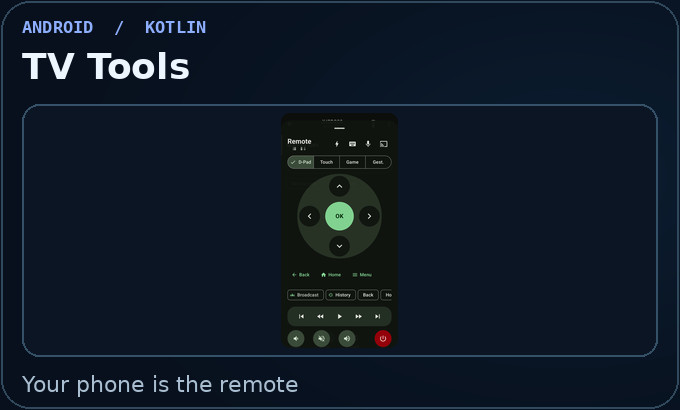 ANDROID / KOTLIN
TV Tools
Remote
D-Pad Touch Game Gest.
OK
Back Home Menu
Broadcast History Back Ho
Your phone is the remote